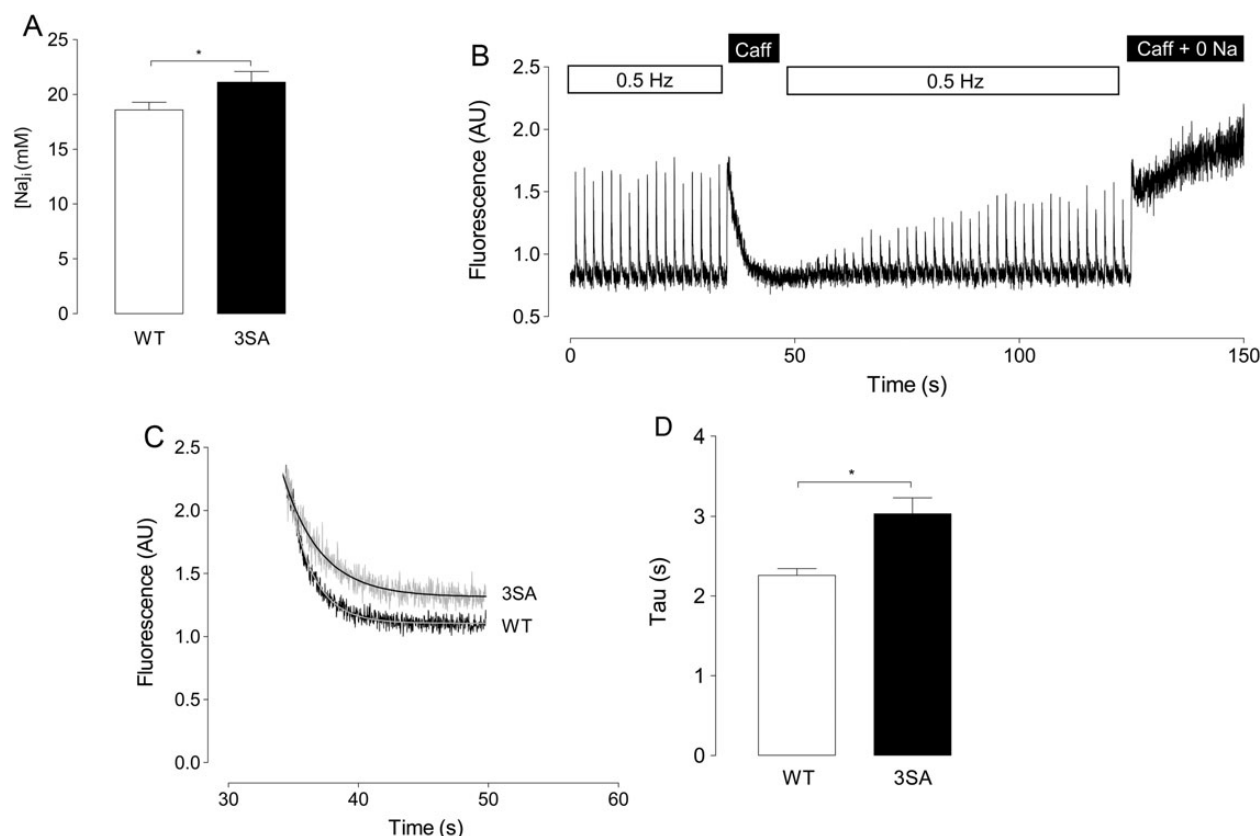 A
25
20
15
10
5
0
[Na]i (mM)
*
WT
3SA
B
Caff
Caff + 0 Na
0.5 Hz
0.5 Hz
2.5
2.0
1.5
1.0
0.5
Fluorescence (AU)
0
50
100
150
Time (s)
C
2.5
2.0
1.5
1.0
0.5
0.0
Fluorescence (AU)
3SA
WT
30
40
50
60
Time (s)
D
4
3
2
1
0
Tau (s)
*
WT
3SA